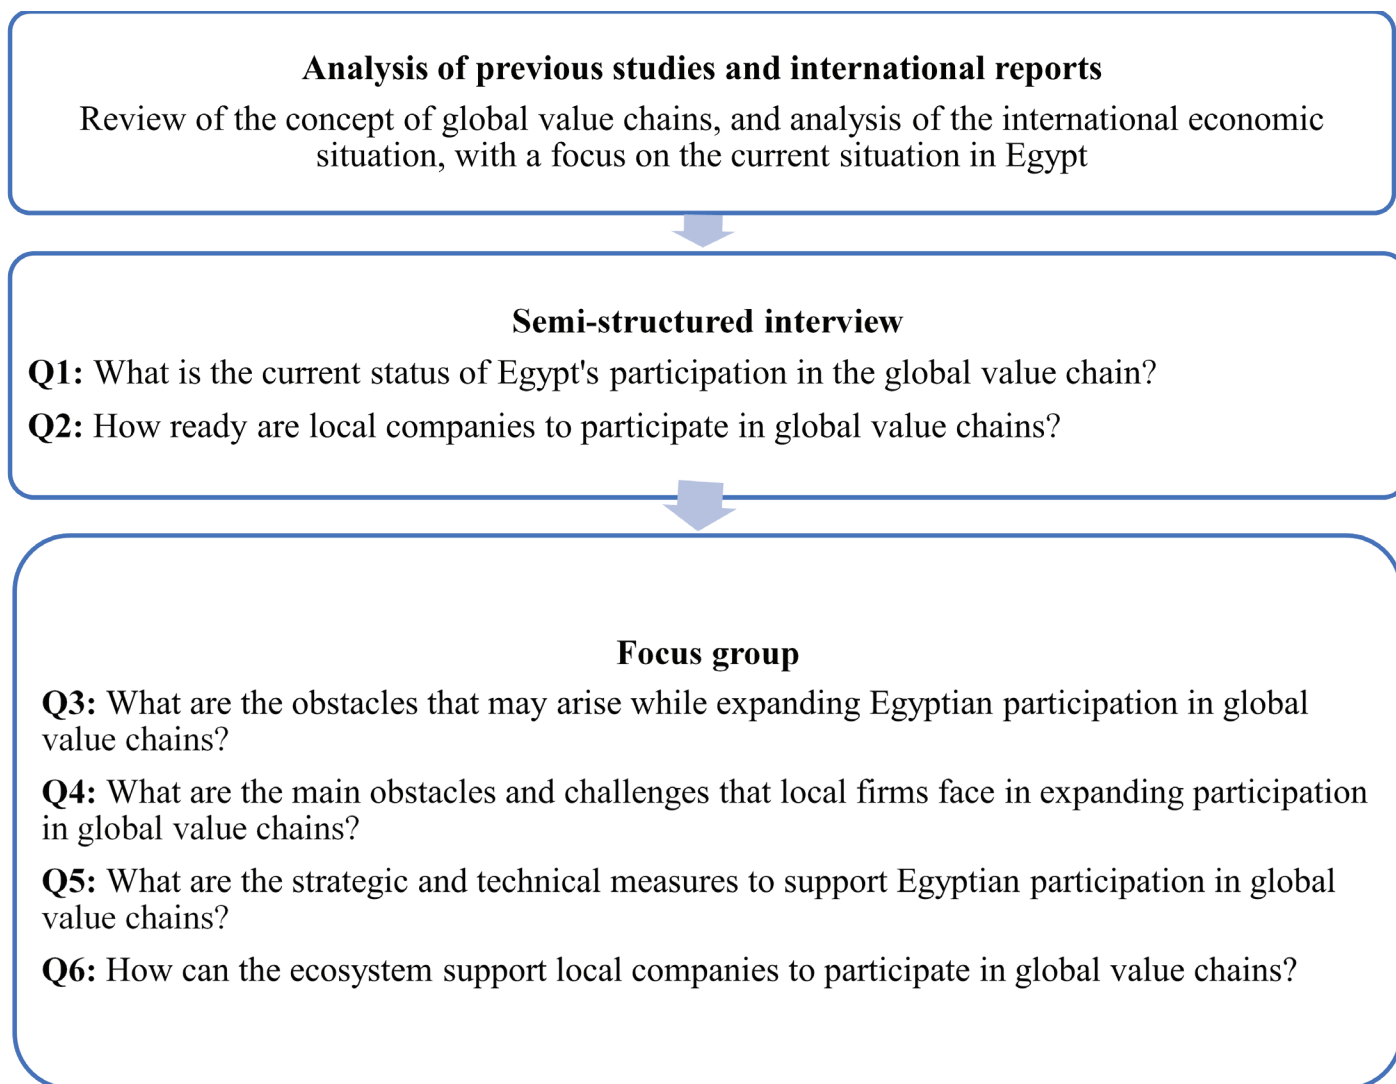 Analysis of previous studies and international reports
Review of the concept of global value chains, and analysis of the international economic
situation, with a focus on the current situation in Egypt
Semi-structured interview
Q1: What is the current status of Egypt's participation in the global value chain?
Q2: How ready are local companies to participate in global value chains?
Focus group
Q3: What are the obstacles that may arise while expanding Egyptian participation in global
value chains?
Q4: What are the main obstacles and challenges that local firms face in expanding participation
in global value chains?
Q5: What are the strategic and technical measures to support Egyptian participation in global
value chains?
Q6: How can the ecosystem support local companies to participate in global value chains?